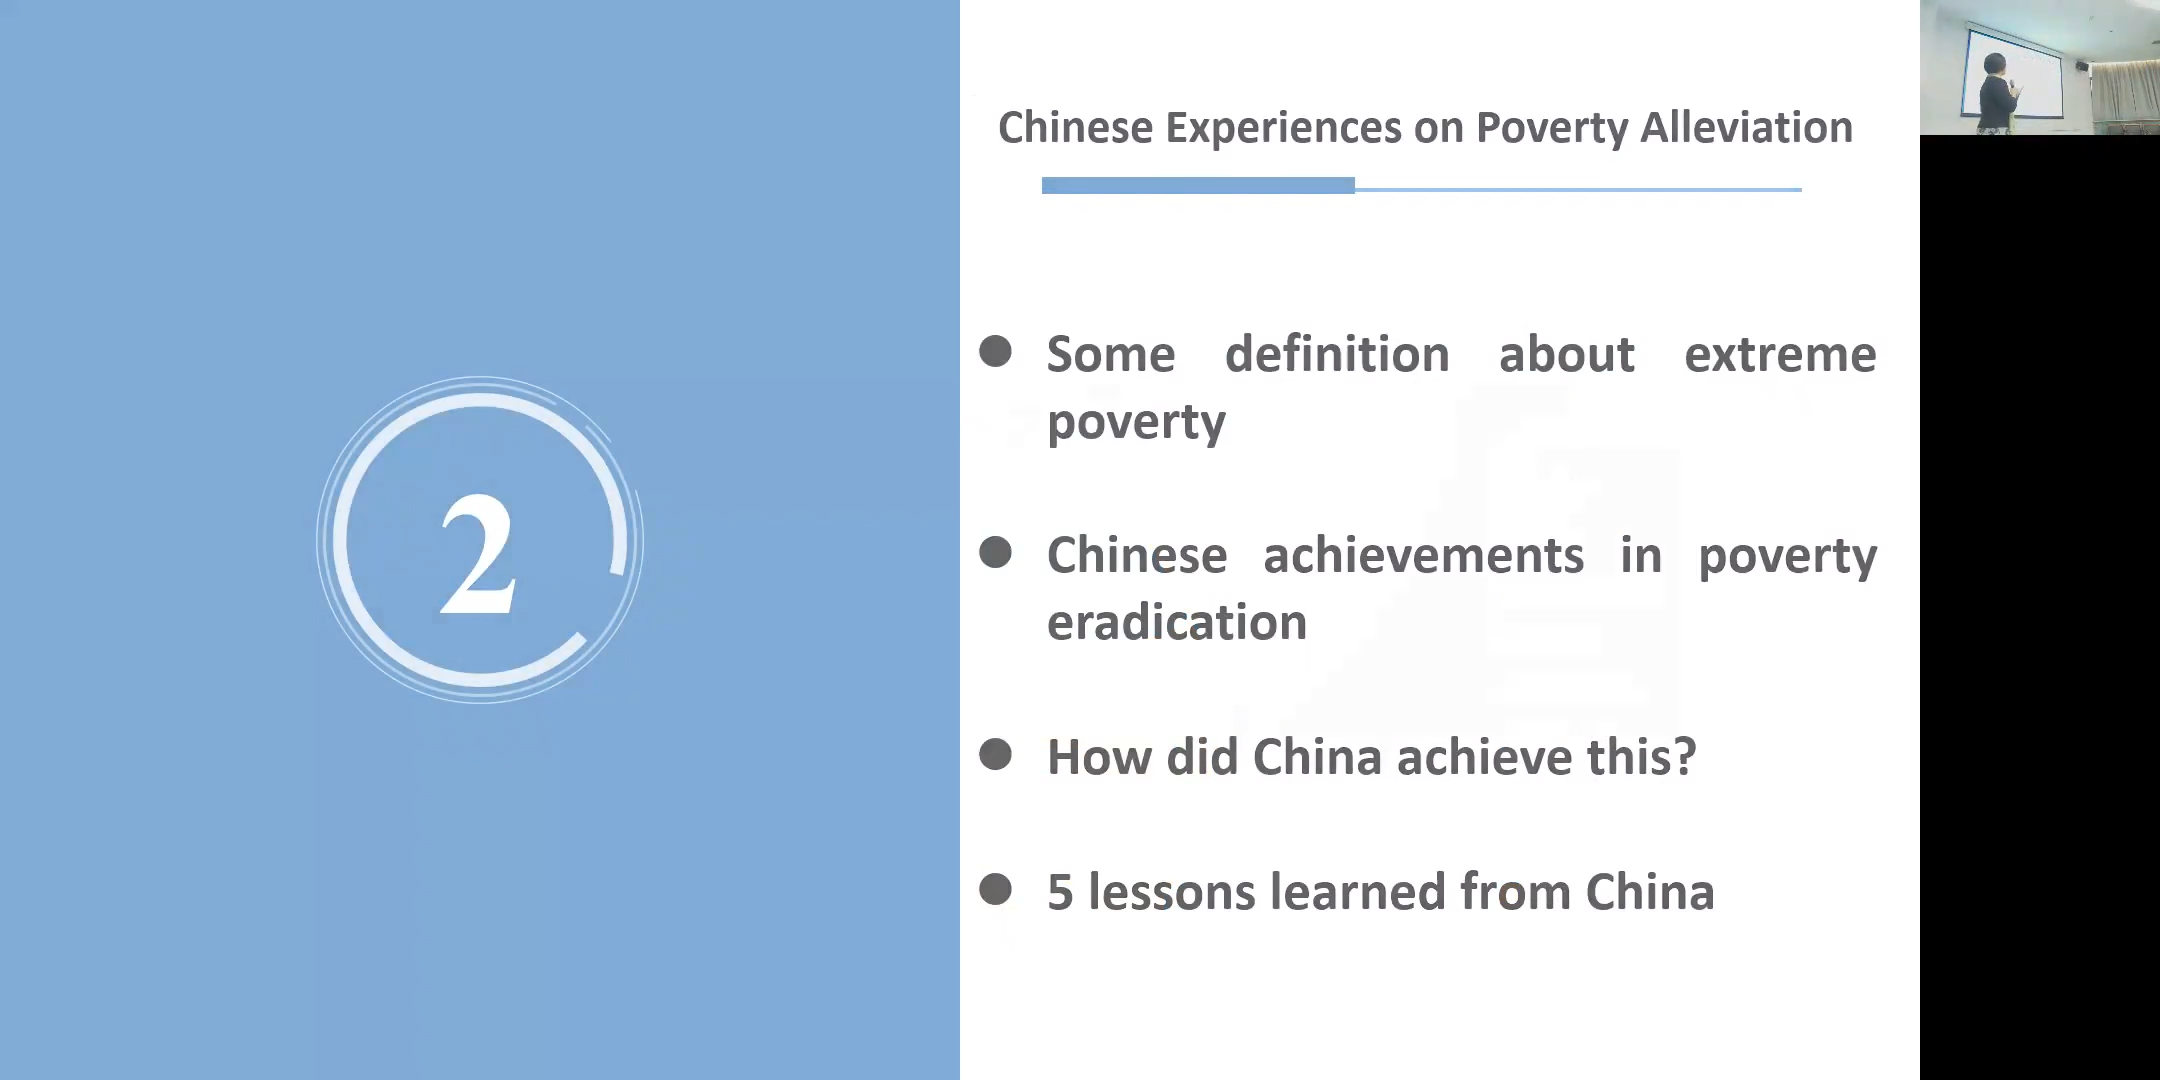 2
Chinese Experiences on Poverty Alleviation
Some definition about extreme
poverty
Chinese achievements in poverty
eradication
How did China achieve this?
5 lessons learned from China